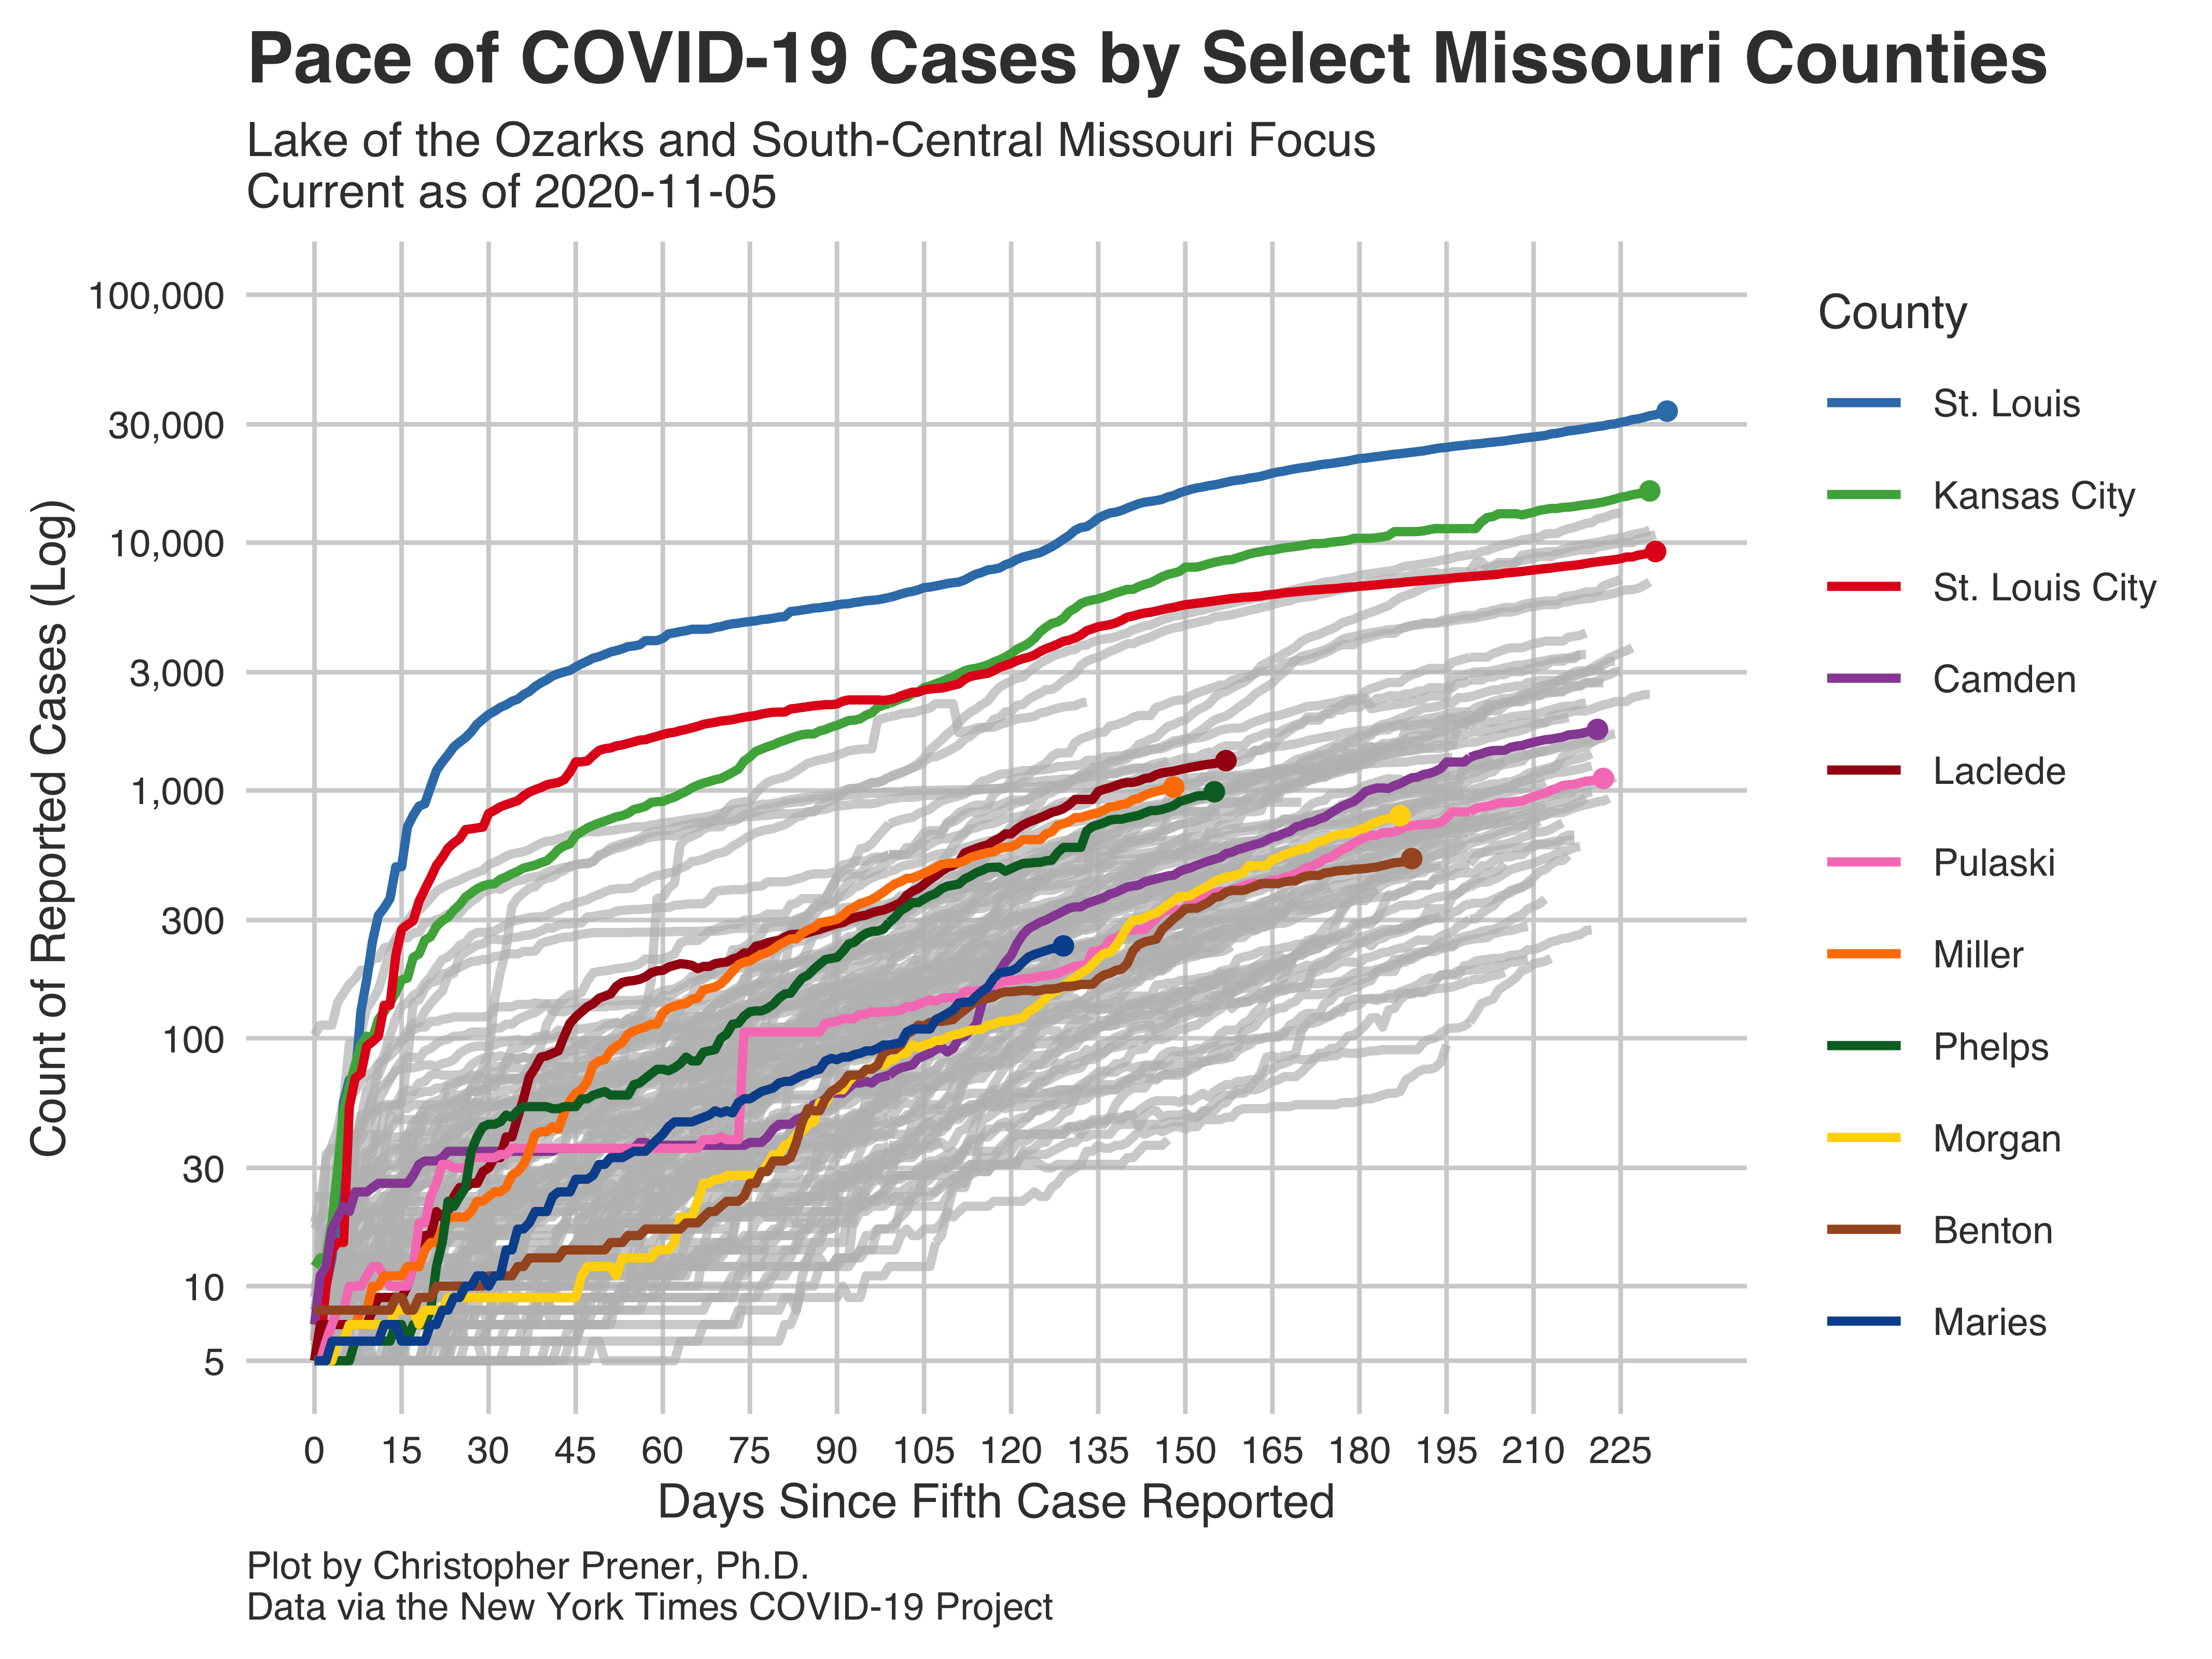 Pace of COVID-19 Cases by Select Missouri Counties
Lake of the Ozarks and South-Central Missouri Focus
Current as of 2020-11-05
Count of Reported Cases (Log)
100,000
30,000
10,000
3,000
1,000
300
100
30
10
5
0 15 30 45 60 75 90 105 120 135 150 165 180 195 210 225
Days Since Fifth Case Reported
County
St. Louis
Kansas City
St. Louis City
Camden
Laclede
Pulaski
Miller
Phelps
Morgan
Benton
Maries
Plot by Christopher Prener, Ph.D.
Data via the New York Times COVID-19 Project